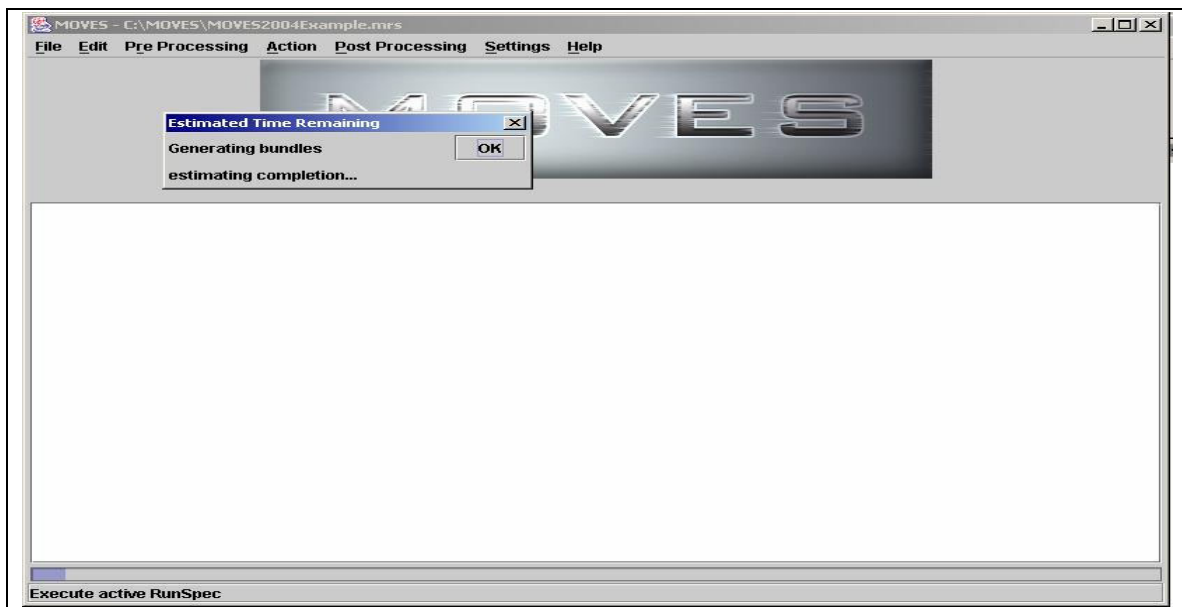 MOVES - C:\MOVES\MOVES2004Example.mrs
File Edit Pre Processing Action Post Processing Settings Help
MOVES
Estimated Time Remaining
Generating bundles OK
estimating completion...
Execute active RunSpec